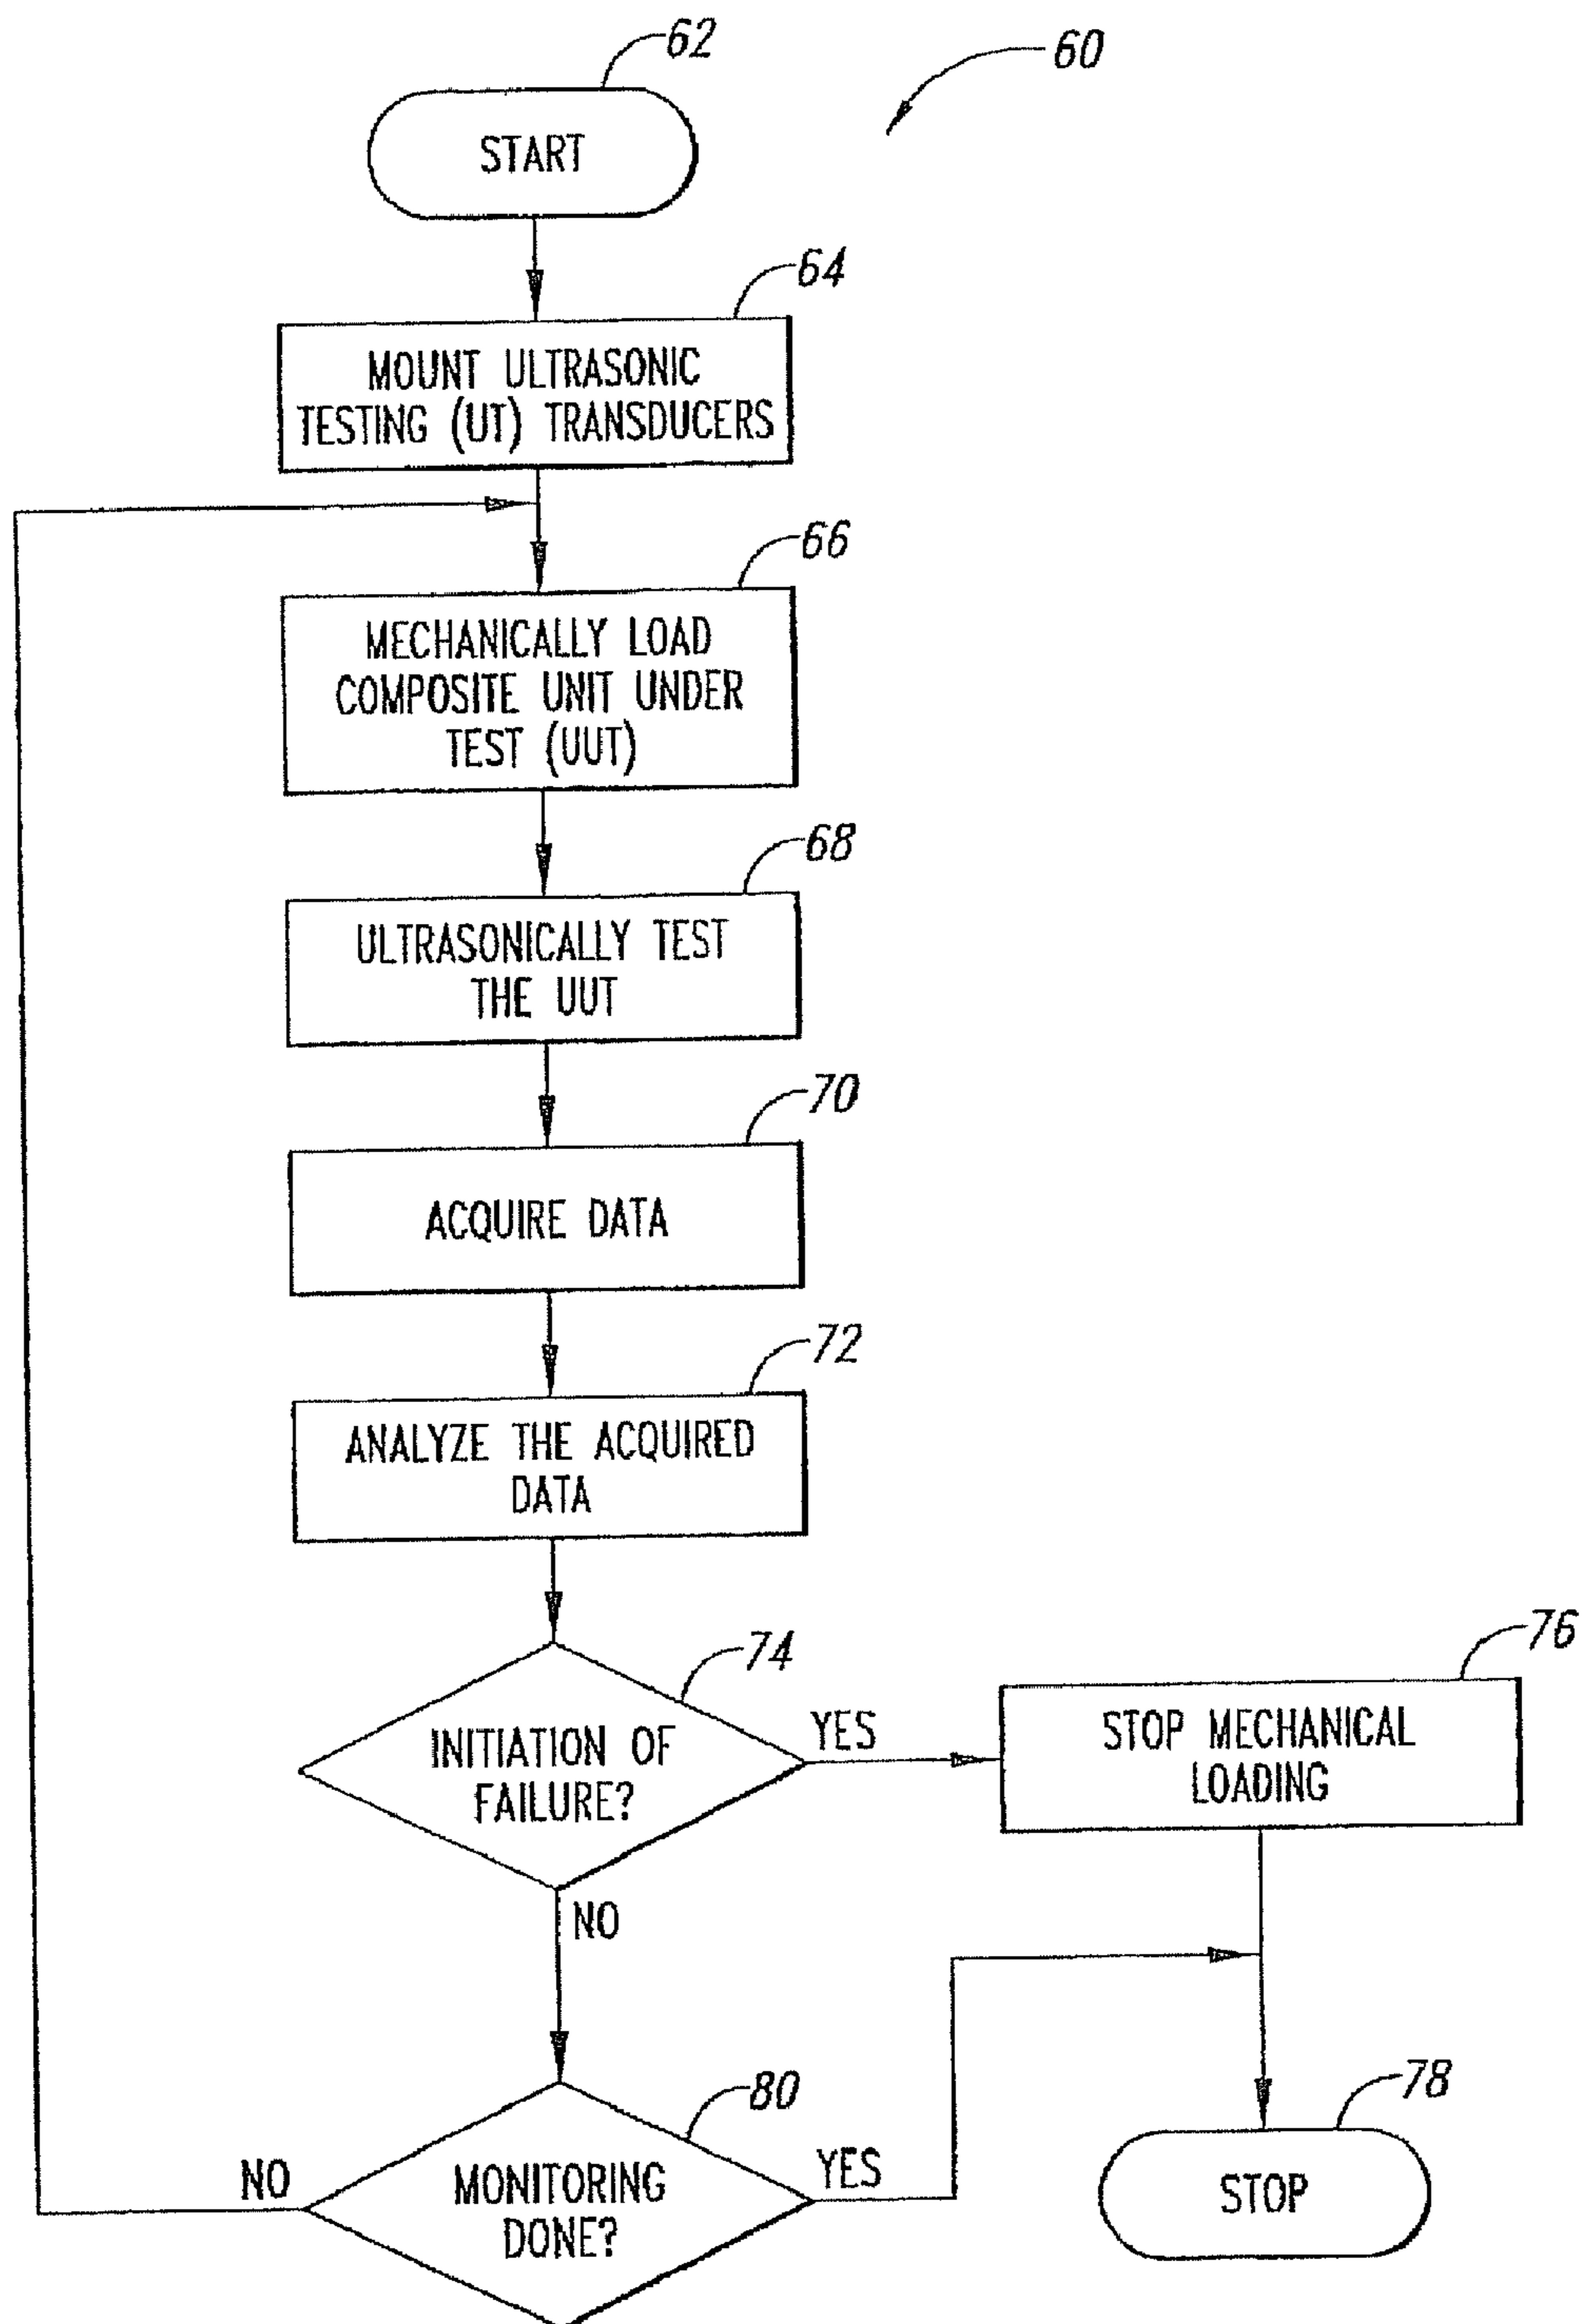 62
60
START
64
MOUNT ULTRASONIC
TESTING (UT) TRANSDUCERS
66
MECHANICALLY LOAD
COMPOSITE UNIT UNDER
TEST (UUT)
68
ULTRASONICALLY TEST
THE UUT
70
ACQUIRE DATA
72
ANALYZE THE ACQUIRED
DATA
74
INITIATION OF
FAILURE?
YES
NO
76
STOP MECHANICAL
LOADING
80
MONITORING
DONE?
NO
YES
78
STOP